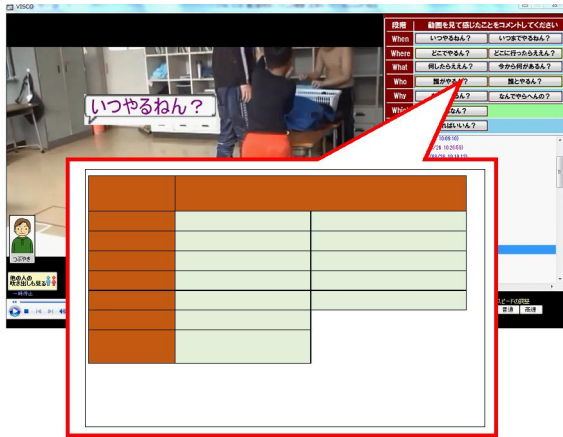 VISCO
段階 動画を見て感じたことをコメントしてください
When いつやるねん？ いつまでやるねん？
Where どこでやるん？ どこに行ったらええん？
What 何したらええん？ 今から何があるん？
Who 誰がやるん？ 誰とやるん？
Why なんでやらへんの？
いつやるねん？
つぶやき
他の人の
吹き出しも見る
一時停止
普通 高速